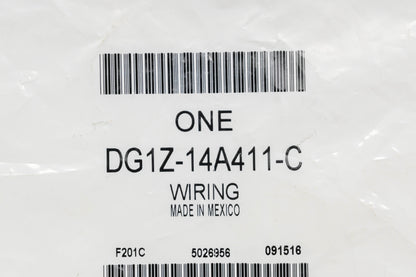 ONE
DG1Z-14A411-C
WIRING
MADE IN MEXICO
F201C 5026956 091516